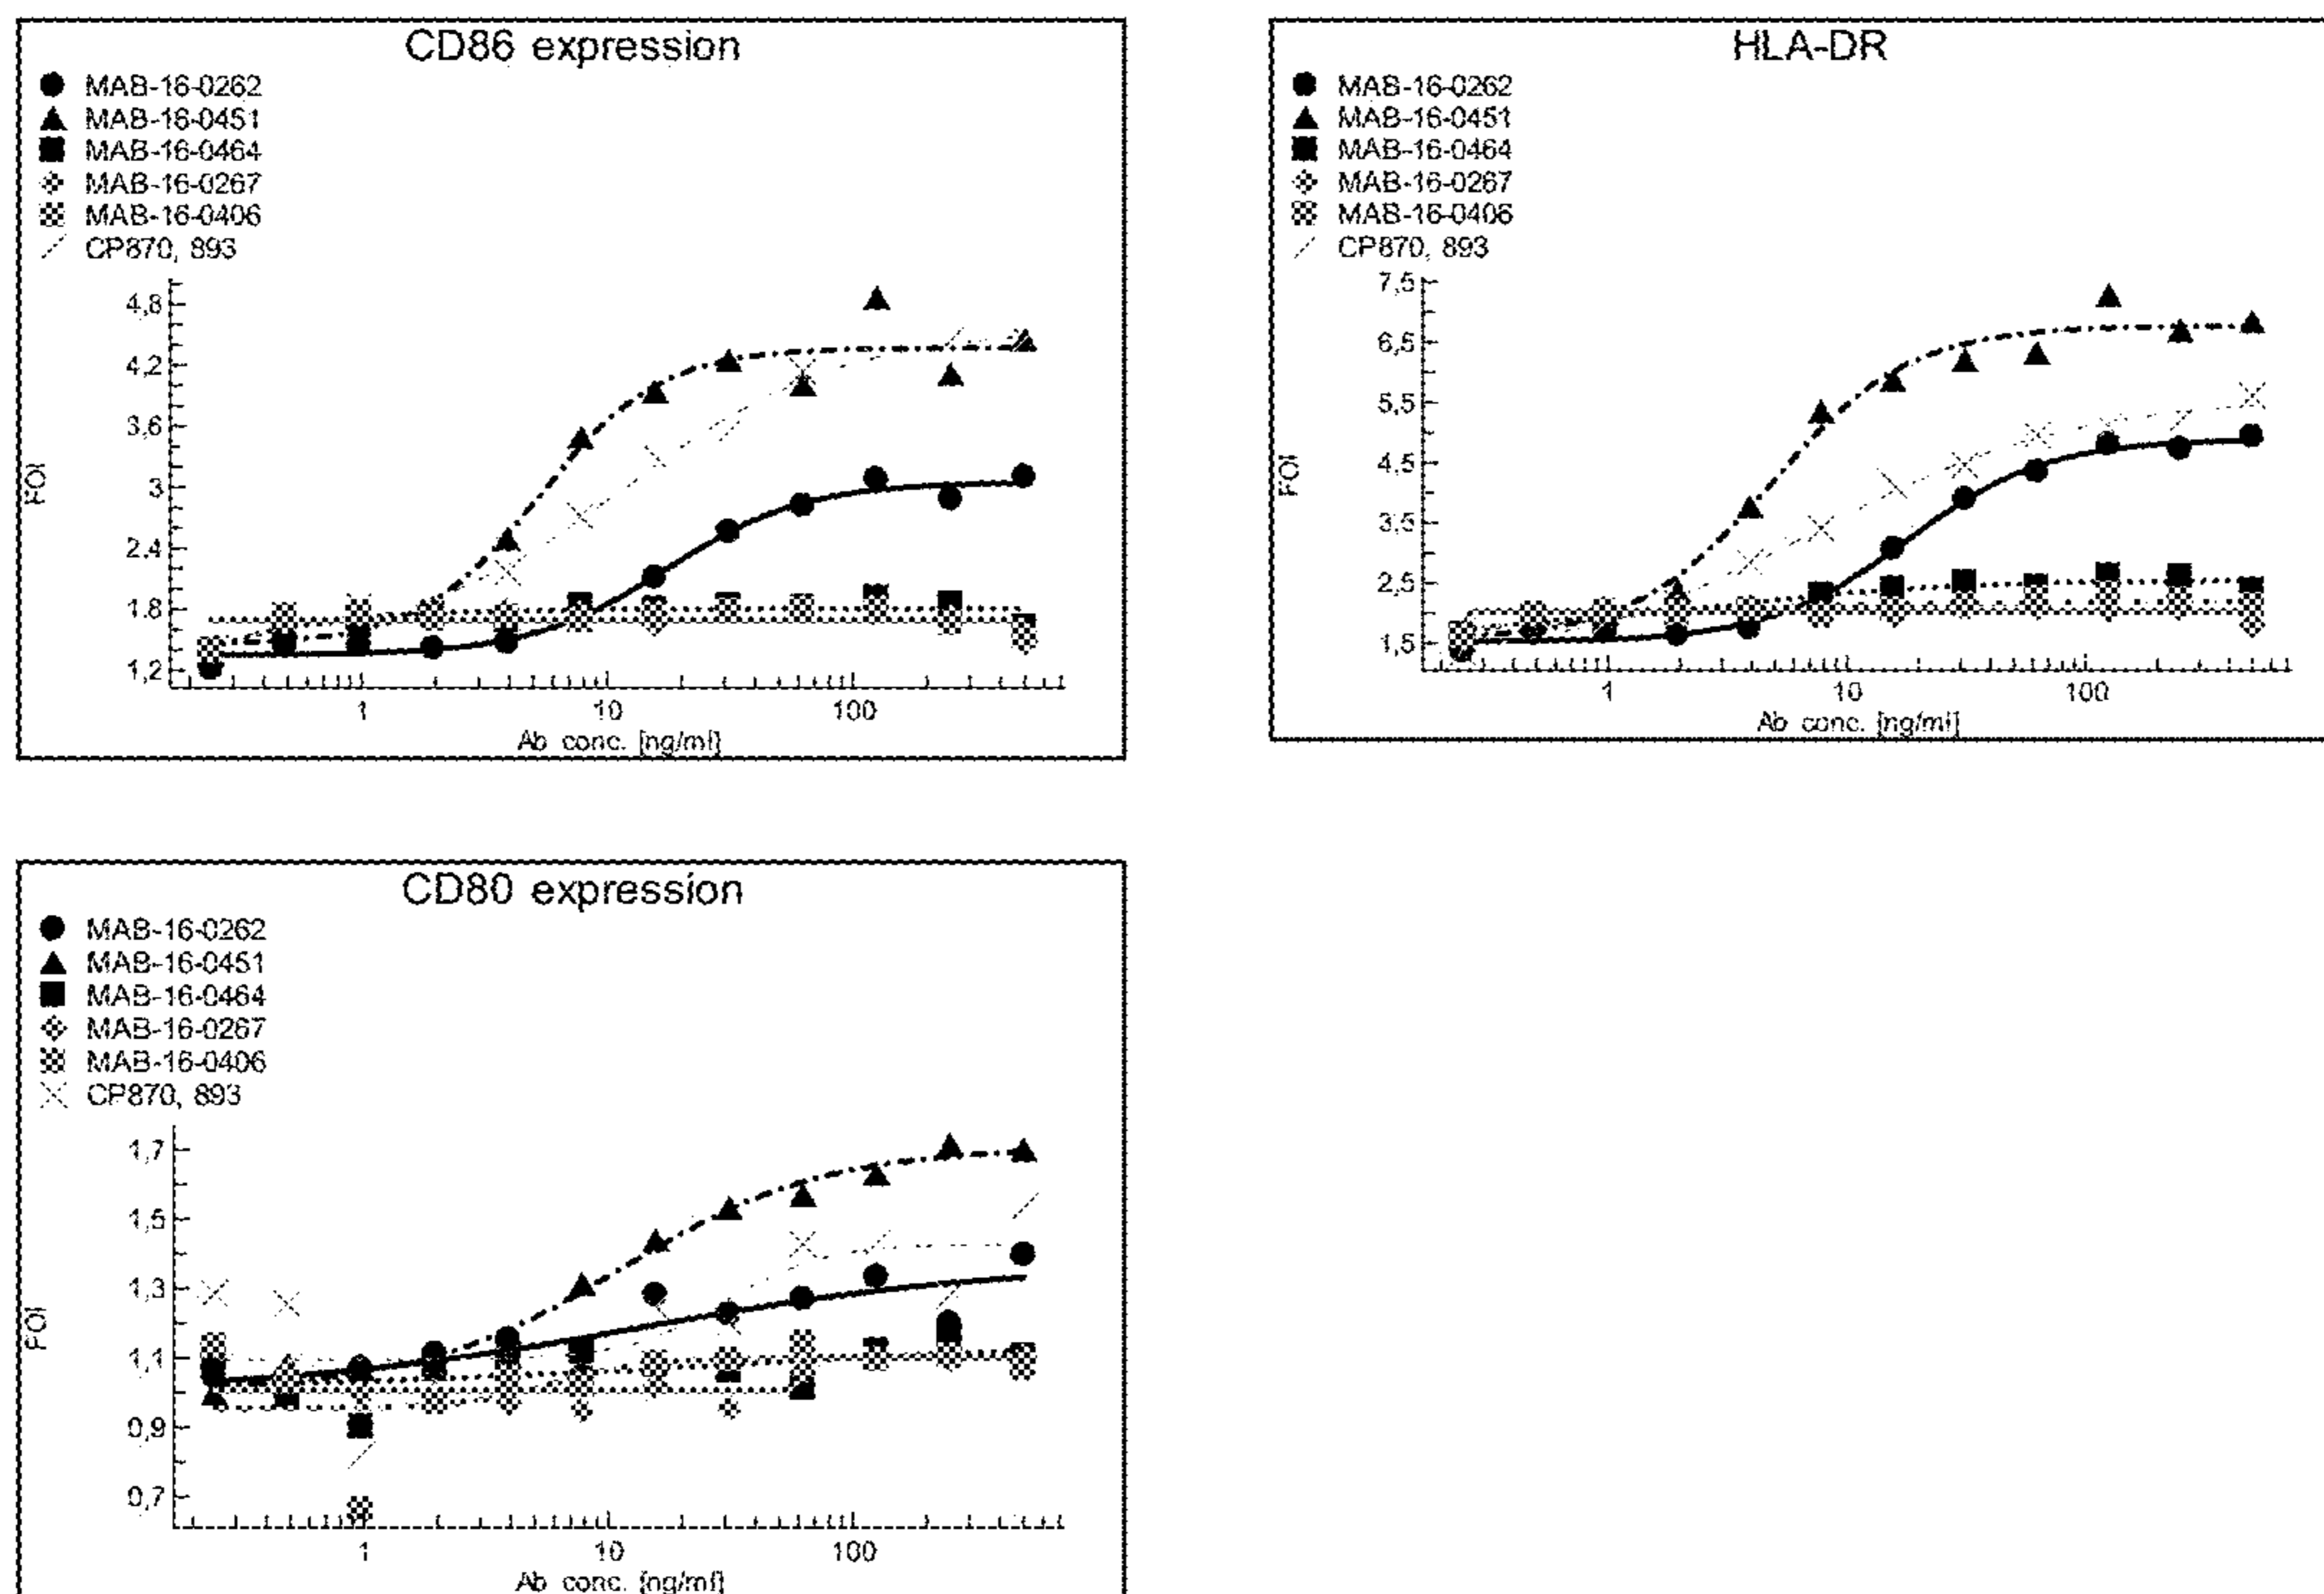 CD86 expression
MAB-16-0262
MAB-16-0451
MAB-16-0464
MAB-16-0267
MAB-16-0406
CP870, 893
4,8
4,2
3,6
3
2,4
1,8
1,2
FOI
1
10
100
Ab conc. [ng/ml]
HLA-DR
MAB-16-0262
MAB-16-0451
MAB-16-0464
MAB-16-0267
MAB-16-0406
CP870, 893
7,5
6,5
5,5
4,5
3,5
2,5
1,5
FOI
1
10
100
Ab conc. [ng/ml]
CD80 expression
MAB-16-0262
MAB-16-0451
MAB-16-0464
MAB-16-0267
MAB-16-0406
CP870, 893
1,7
1,5
1,3
1,1
0,9
0,7
FOI
1
10
100
Ab conc. [ng/ml]